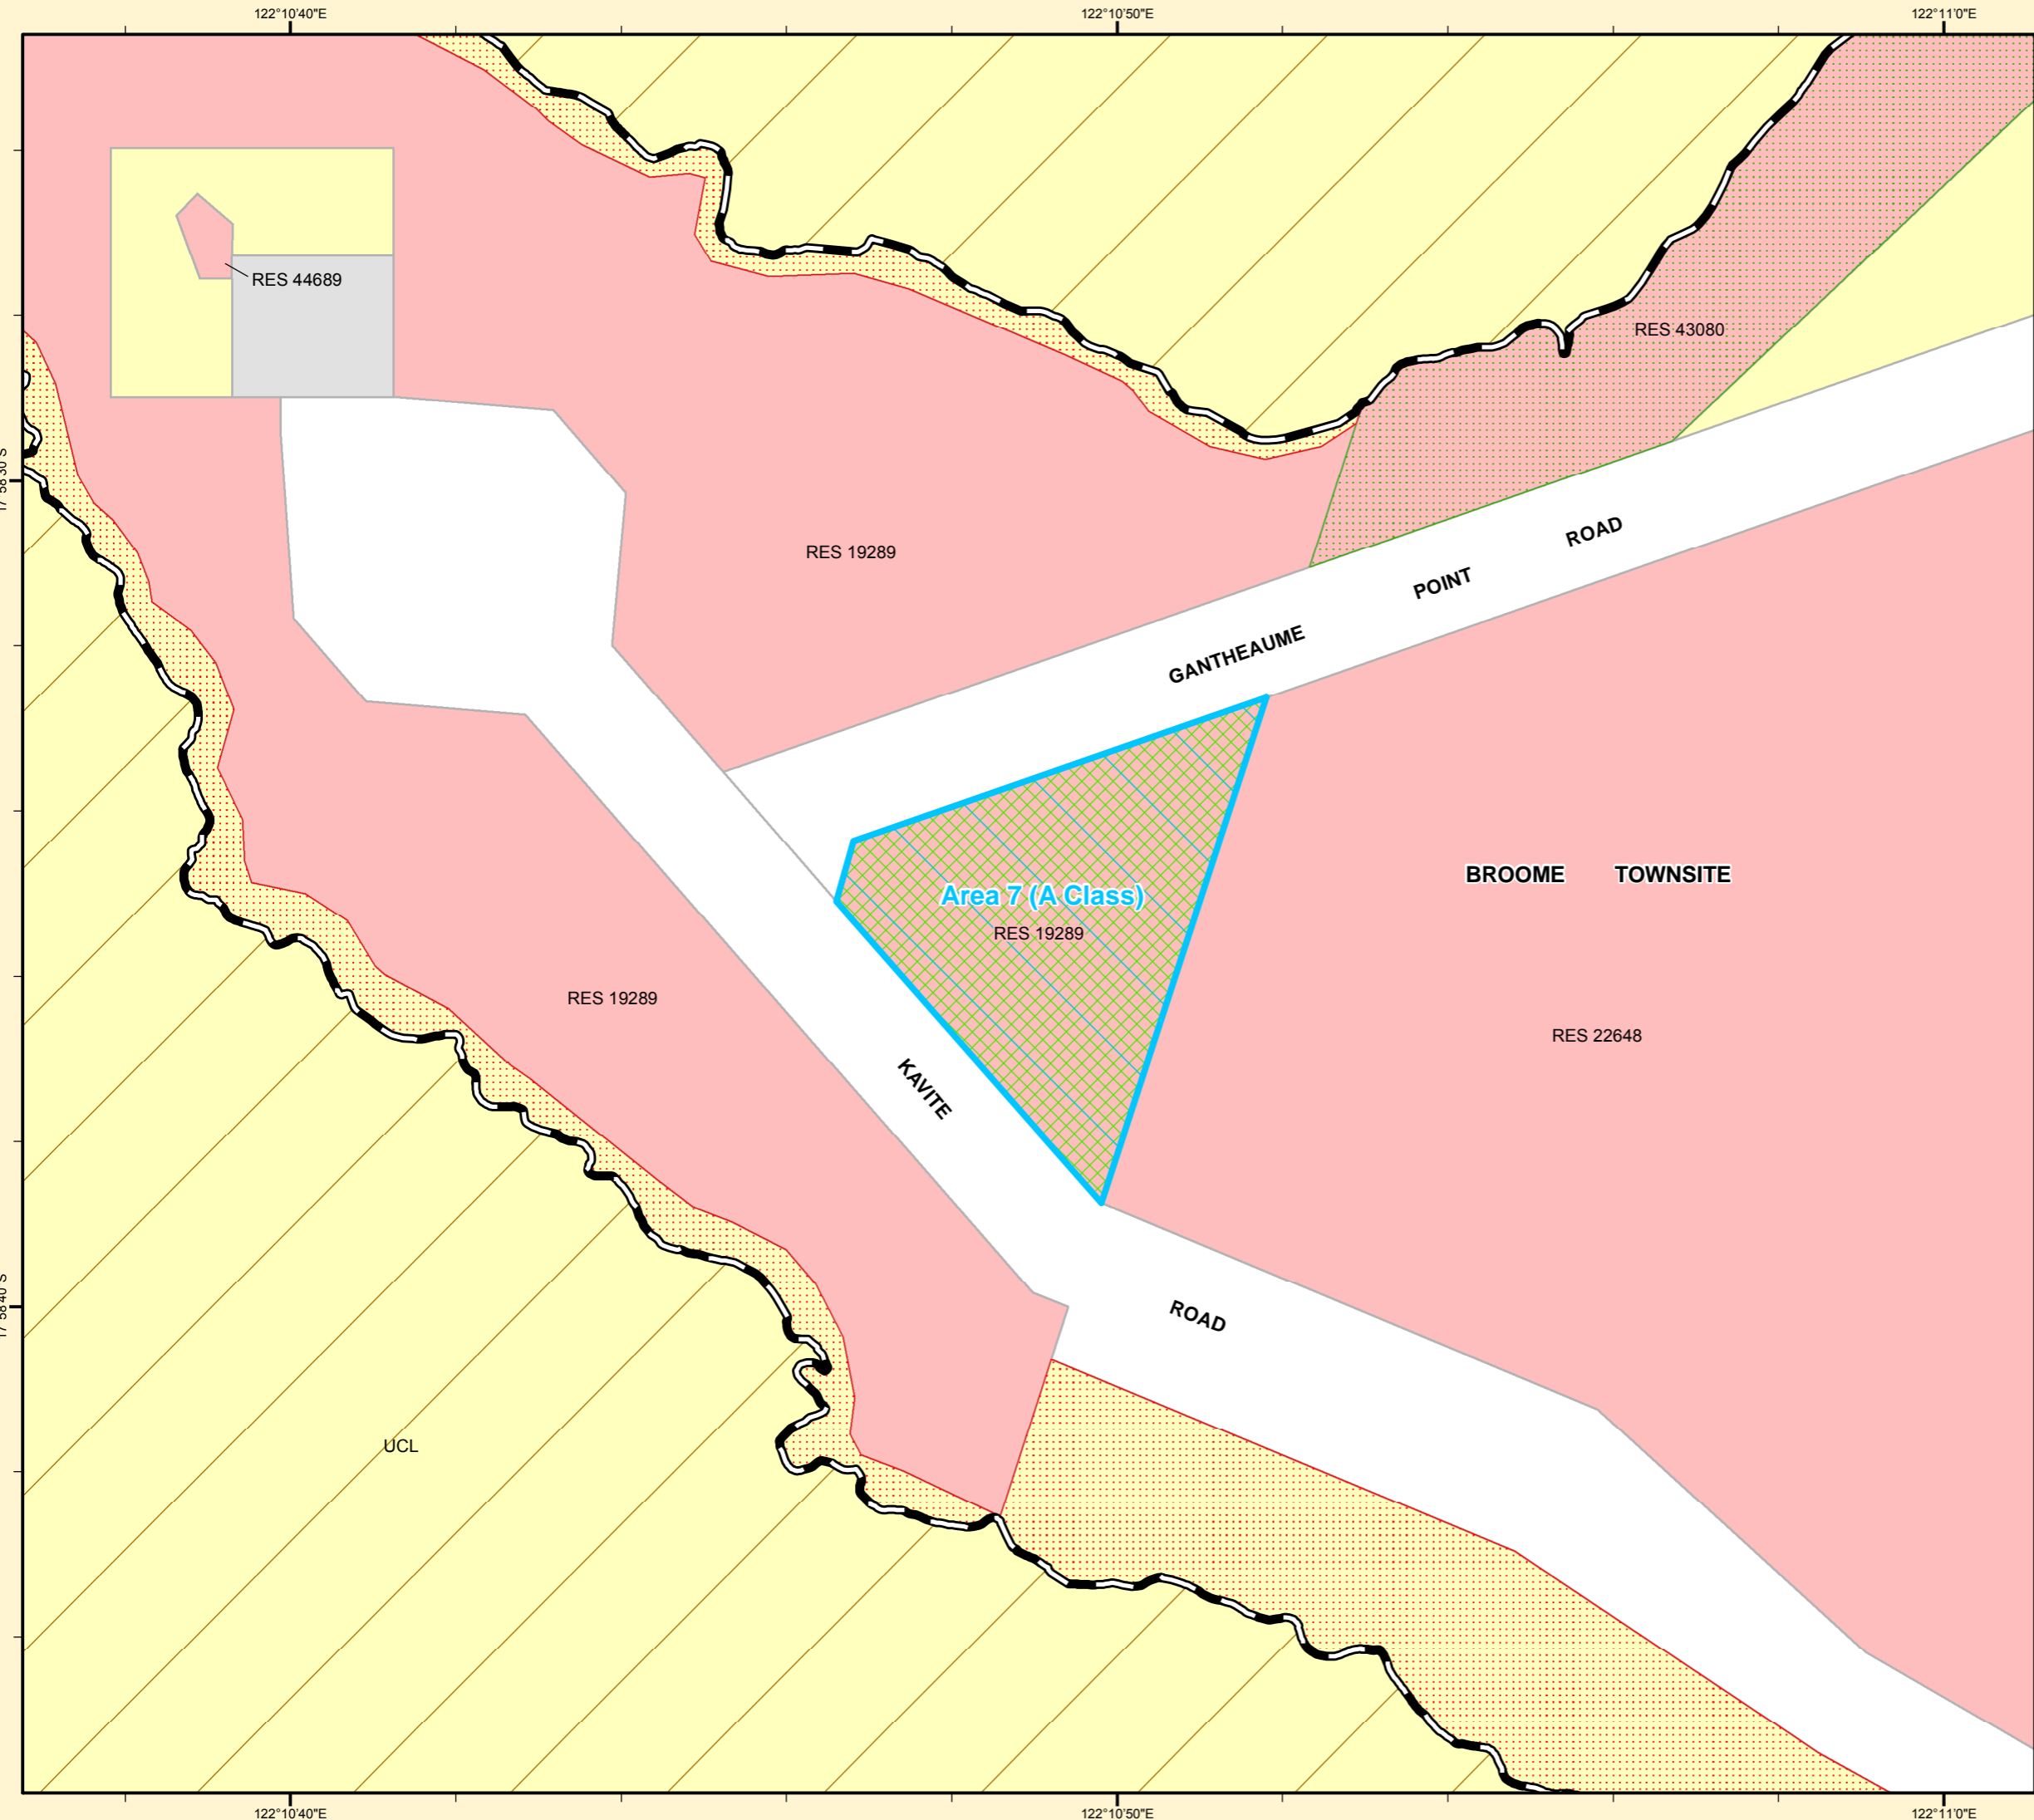 122°10'40"E
122°10'50"E
122°11'0"E
RES 44689
RES 43080
RES 19289
GANTHEAUME POINT ROAD
Area 7 (A Class)
RES 19289
BROOME TOWNSITE
RES 19289
RES 22648
KAVITE ROAD
UCL
122°10'40"E
122°10'50"E
122°11'0"E